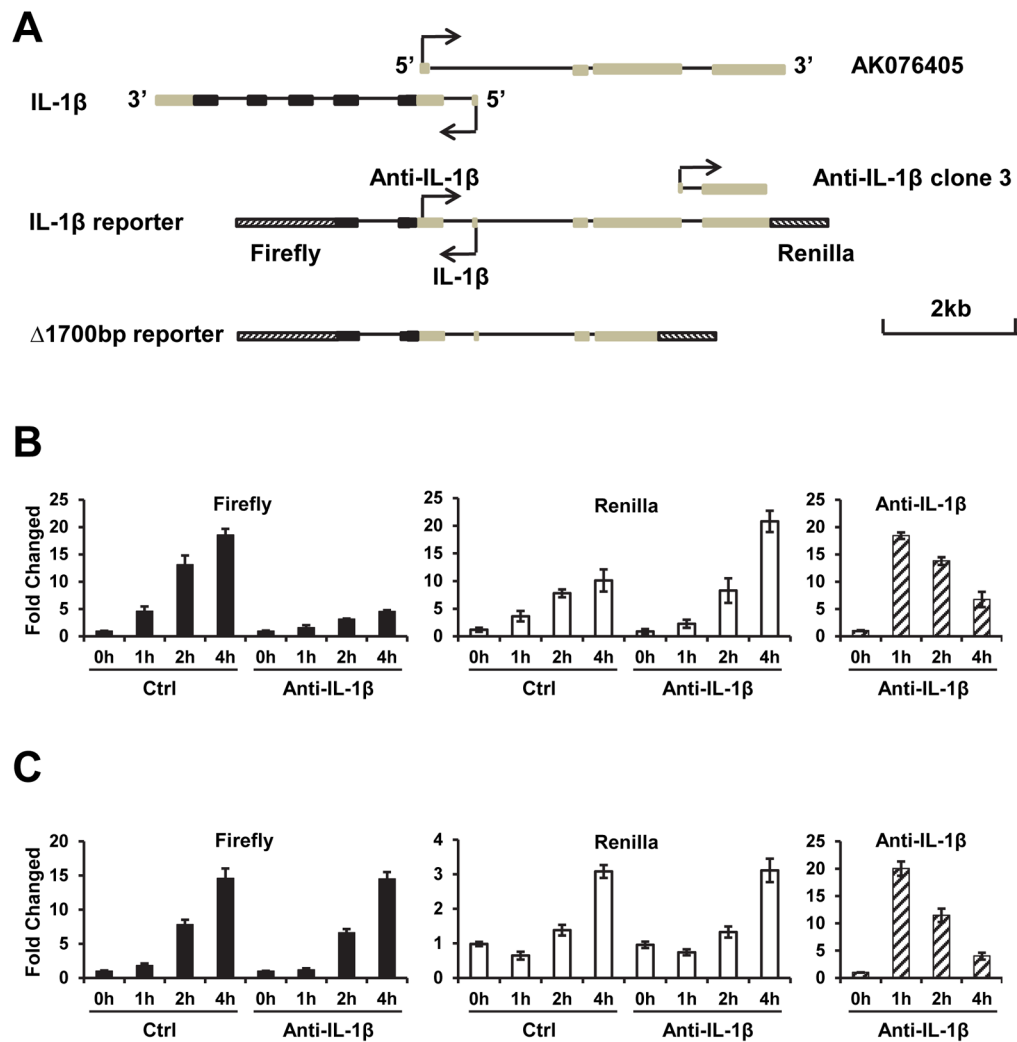 A
5’ 3’ AK076405
IL-1β 3’ 5’
Anti-IL-1β Anti-IL-1β clone 3
IL-1β reporter
Firefly IL-1β Renilla
2kb
Δ1700bp reporter
B
Firefly
Fold Changed
25
20
15
10
5
0
0h 1h 2h 4h 0h 1h 2h 4h
Ctrl Anti-IL-1β
Renilla
25
20
15
10
5
0
0h 1h 2h 4h 0h 1h 2h 4h
Ctrl Anti-IL-1β
Anti-IL-1β
25
20
15
10
5
0
0h 1h 2h 4h
Anti-IL-1β
C
Firefly
Fold Changed
20
15
10
5
0
0h 1h 2h 4h 0h 1h 2h 4h
Ctrl Anti-IL-1β
Renilla
4
3
2
1
0
0h 1h 2h 4h 0h 1h 2h 4h
Ctrl Anti-IL-1β
Anti-IL-1β
25
20
15
10
5
0
0h 1h 2h 4h
Anti-IL-1β